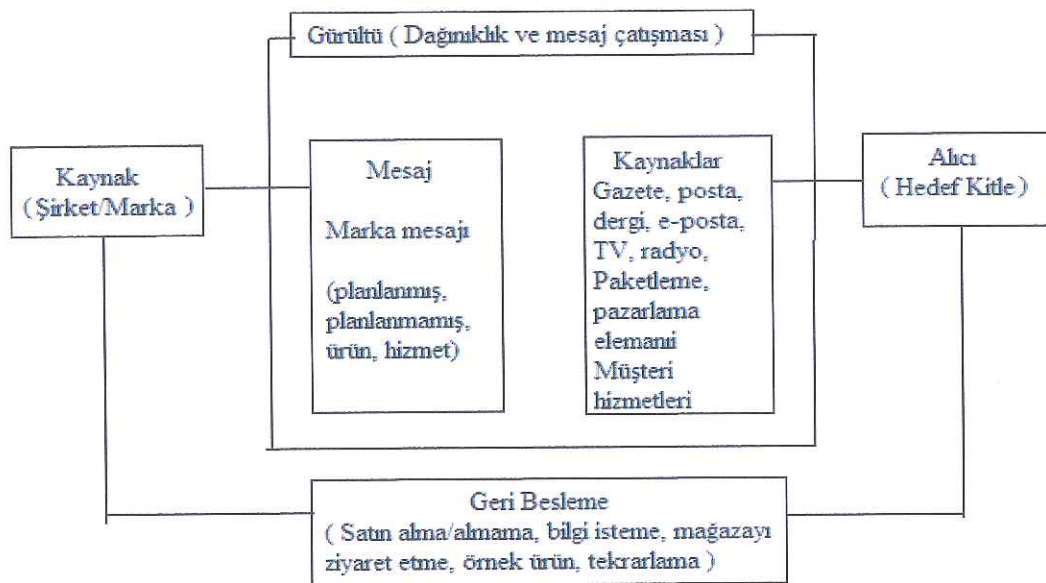 Gürültü ( Dağınıklık ve mesaj çatışması )
Kaynak
( Şirket/Marka )
Mesaj
Marka mesajı
(planlanmış,
planlanmamış,
ürün, hizmet)
Kaynaklar
Gazete, posta,
dergi, e-posta,
TV, radyo,
Paketleme,
pazarlama
elemanıi
Müşteri
hizmetleri
Alıcı
( Hedef Kitle )
Geri Besleme
( Satın alma/almama, bilgi isteme, mağazayı
ziyaret etme, örnek ürün, tekrarlama )